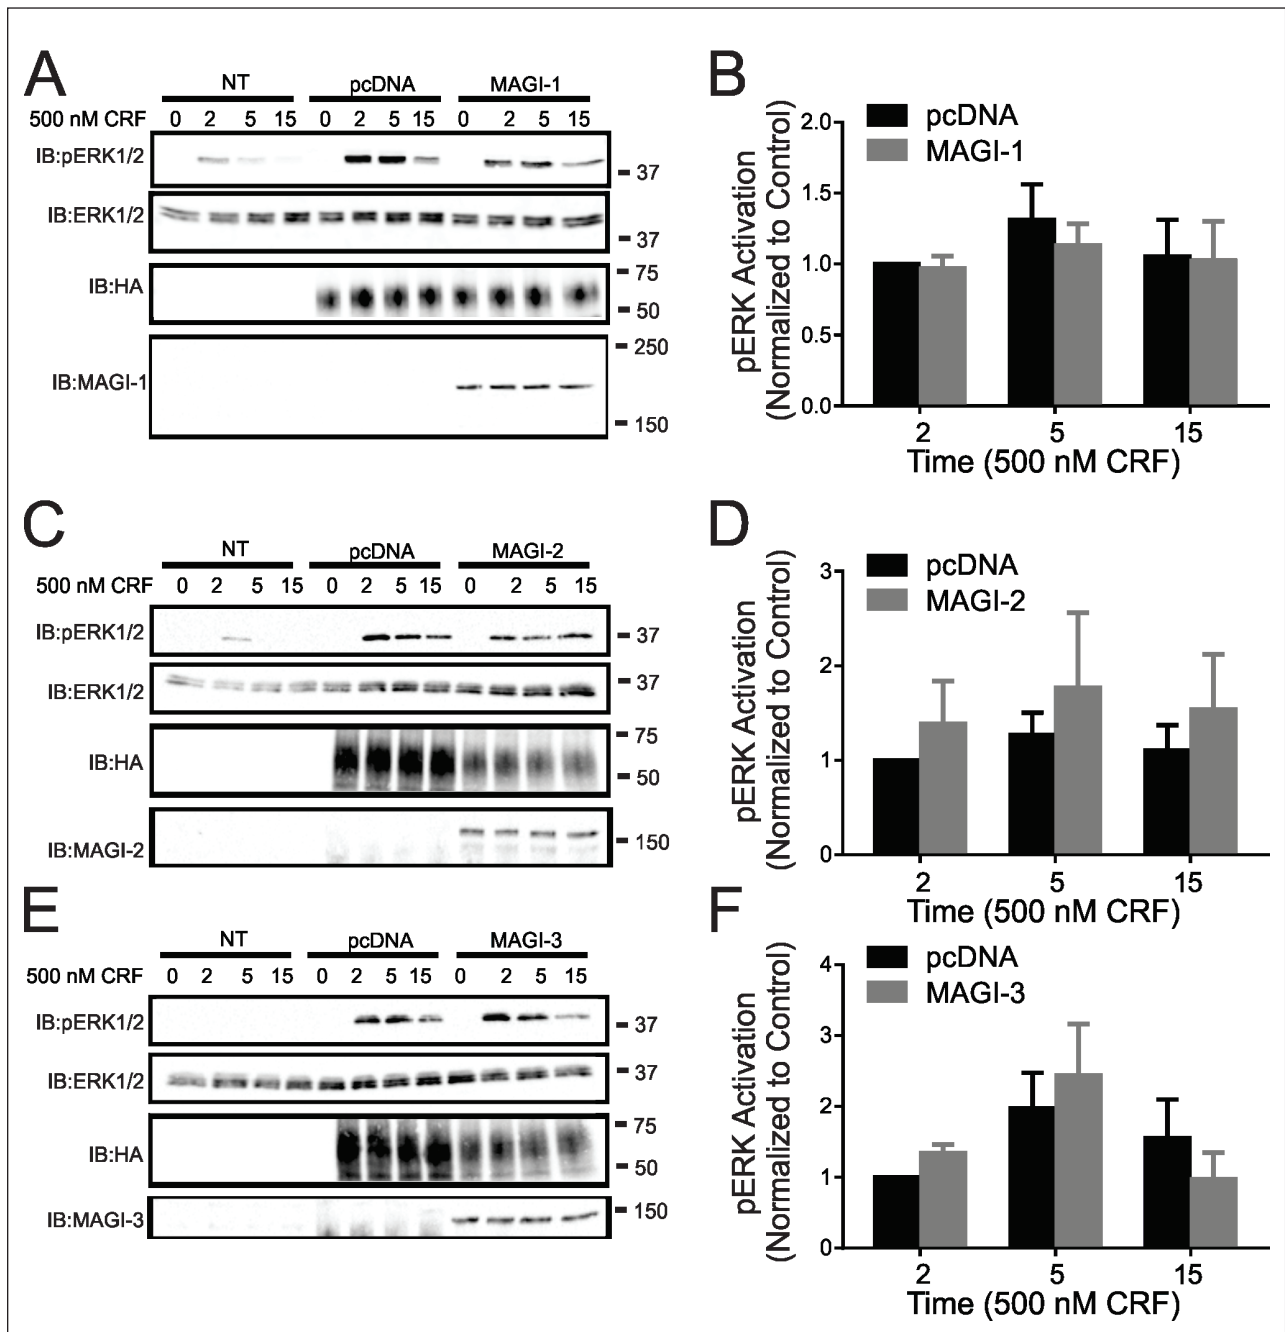 A
NT pcDNA MAGI-1
500 nM CRF 0 2 5 15 0 2 5 15 0 2 5 15
IB:pERK1/2
37
IB:ERK1/2
37
IB:HA
75
50
IB:MAGI-1
250
150
B
pcDNA
MAGI-1
pERK Activation
(Normalized to Control)
2.0
1.5
1.0
0.5
0.0
2 5 15
Time (500 nM CRF)
C
NT pcDNA MAGI-2
500 nM CRF 0 2 5 15 0 2 5 15 0 2 5 15
IB:pERK1/2
37
IB:ERK1/2
37
IB:HA
75
50
IB:MAGI-2
150
D
pcDNA
MAGI-2
pERK Activation
(Normalized to Control)
3
2
1
0
2 5 15
Time (500 nM CRF)
E
NT pcDNA MAGI-3
500 nM CRF 0 2 5 15 0 2 5 15 0 2 5 15
IB:pERK1/2
37
IB:ERK1/2
37
IB:HA
75
50
IB:MAGI-3
150
F
pcDNA
MAGI-3
pERK Activation
(Normalized to Control)
4
3
2
1
0
2 5 15
Time (500 nM CRF)